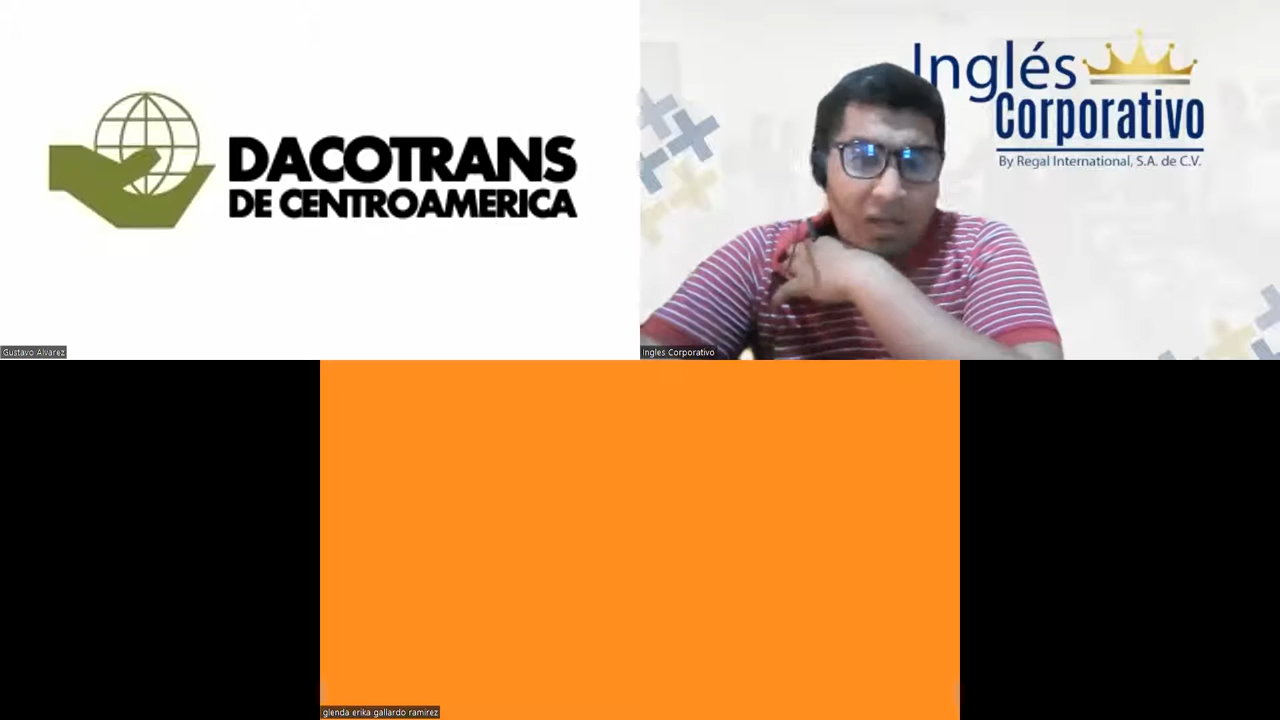 DACOTRANS
DE CENTROAMERICA
Gustavo Alvarez
Inglés
Corporativo
By Regal International, S.A. de C.V.
Ingles Corporativo
glenda erika gallardo ramirez